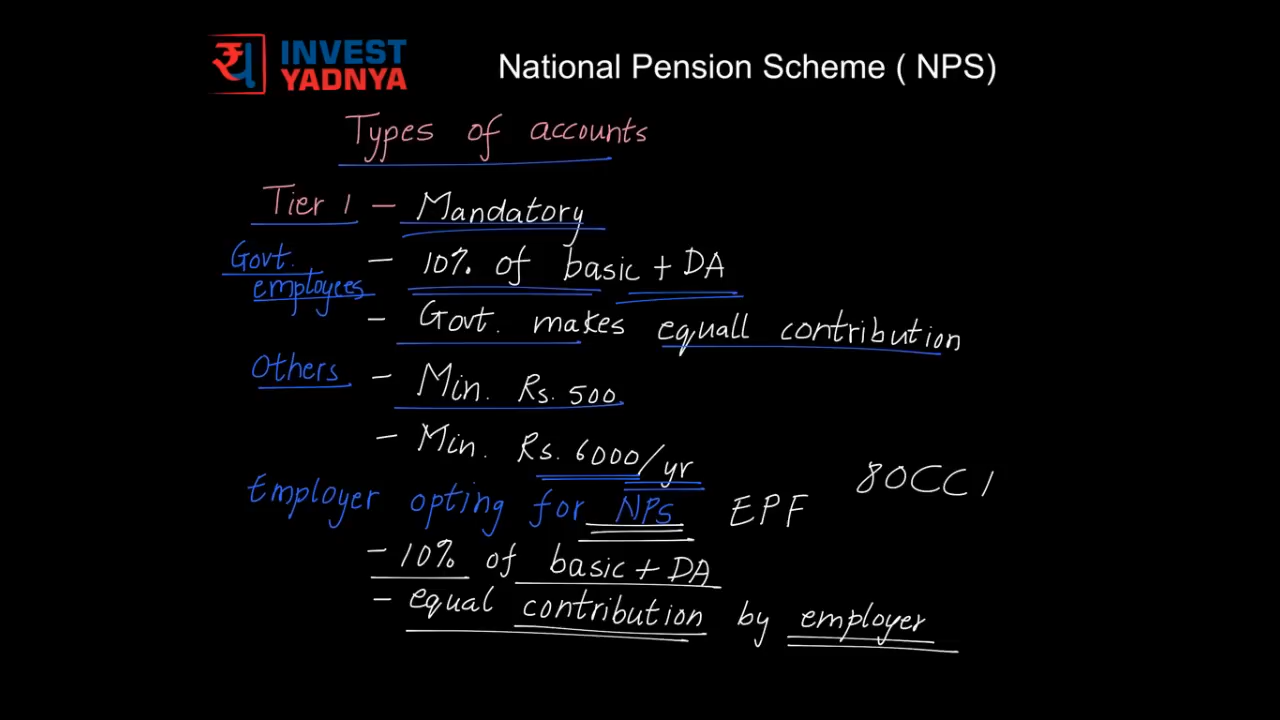 INVEST
YADNYA
National Pension Scheme ( NPS)
Types of accounts
Tier 1 - Mandatory
Govt. employees - 10% of basic + DA
- Govt. makes equall contribution
Others - Min. Rs. 500
- Min. Rs. 6000/yr
80CC1
Employer opting for NPS EPF
- 10% of basic + DA
- equal contribution by employer